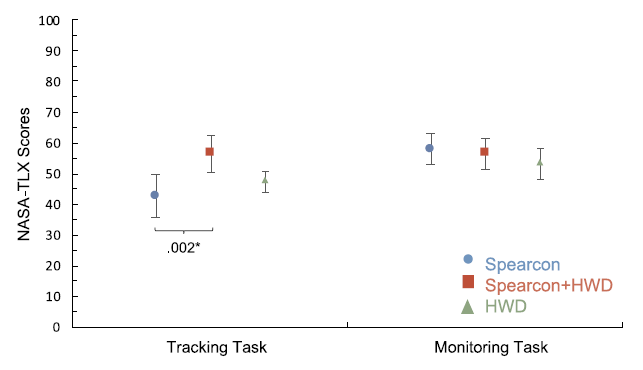 100
90
80
70
60
50
40
30
20
10
0
NASA-TLX Scores
.002*
Spearcon
Spearcon+HWD
HWD
Tracking Task
Monitoring Task